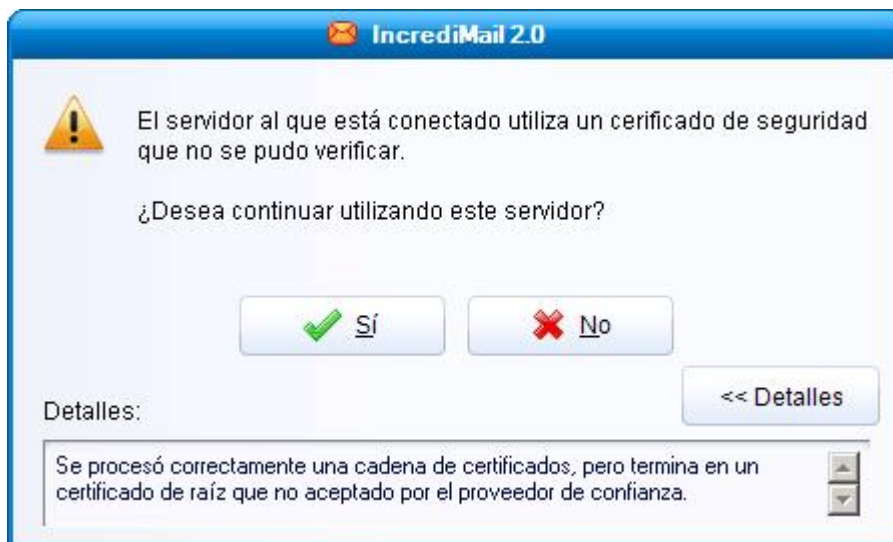 IncrediMail 2.0
El servidor al que está conectado utiliza un cerificado de seguridad
que no se pudo verificar.
¿Desea continuar utilizando este servidor?
Sí
No
<< Detalles
Detalles:
Se procesó correctamente una cadena de certificados, pero termina en un
certificado de raíz que no aceptado por el proveedor de confianza.